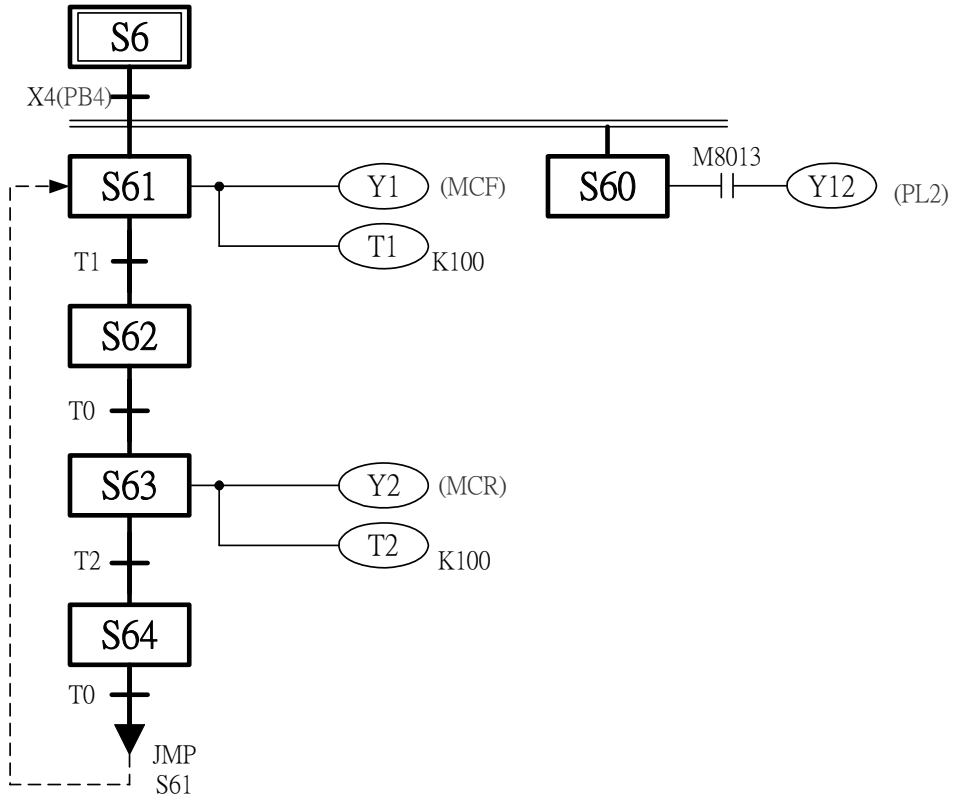 S6
X4(PB4)
S61
Y1
(MCF)
S60
M8013
Y12
(PL2)
T1
K100
T1
S62
T0
S63
Y2
(MCR)
T2
K100
T2
S64
T0
JMP
S61